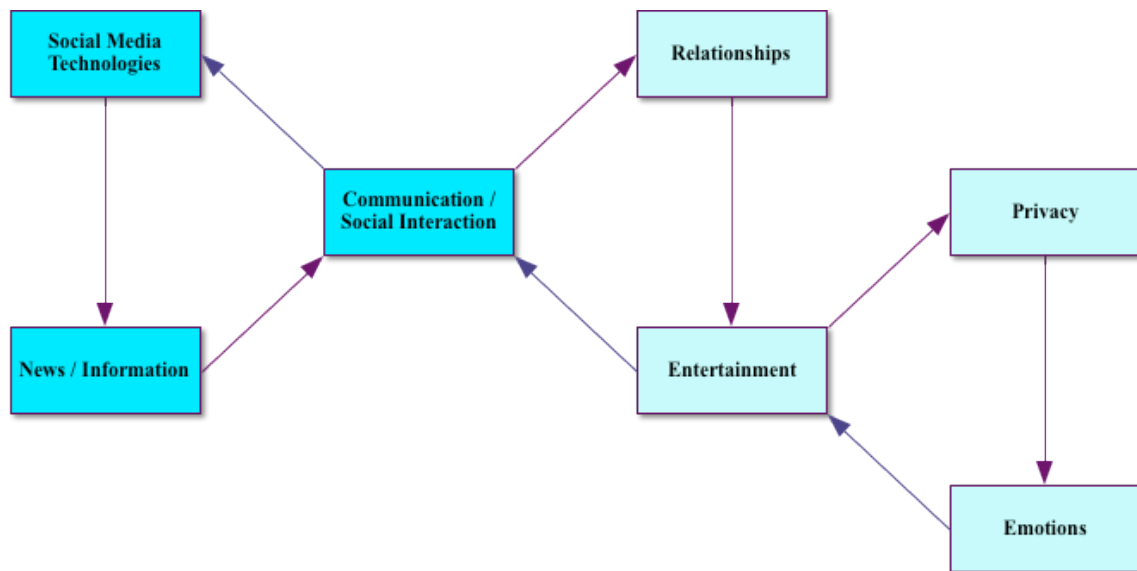 Social Media
Technologies
Relationships
Communication /
Social Interaction
Privacy
News / Information
Entertainment
Emotions